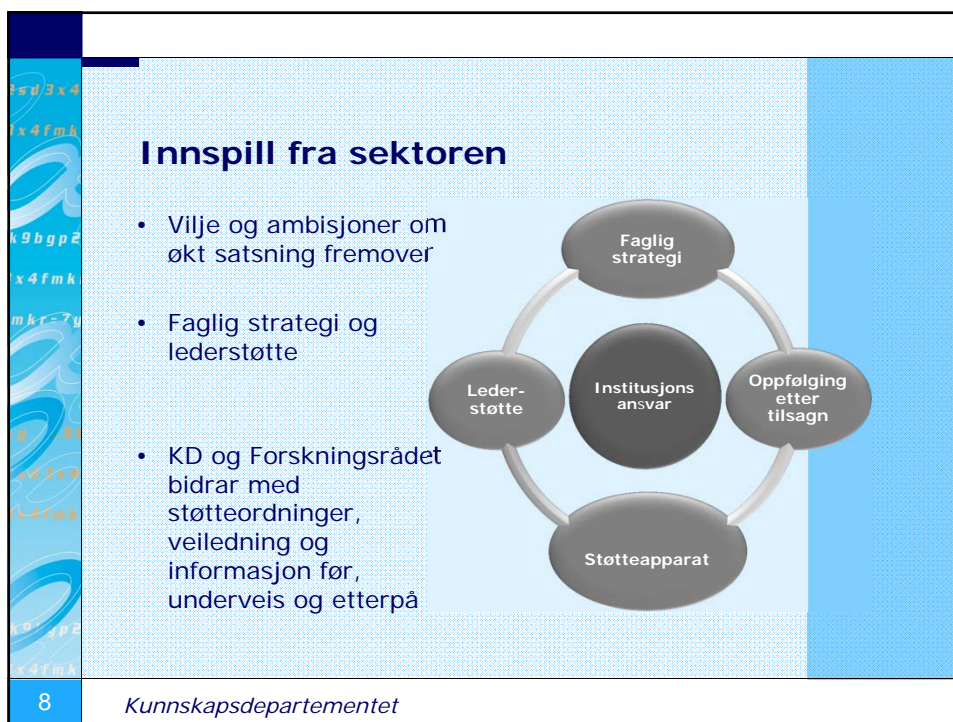 Innspill fra sektoren
• Vilje og ambisjoner om
økt satsning fremover
• Faglig strategi og
lederstøtte
• KD og Forskningsrådet
bidrar med
støtteordninger,
veiledning og
informasjon før,
underveis og etterpå
Faglig
strategi
Leder-
støtte
Institusjons
ansvar
Oppfølging
etter
tilsagn
Støtteapparat
8
Kunnskapsdepartementet